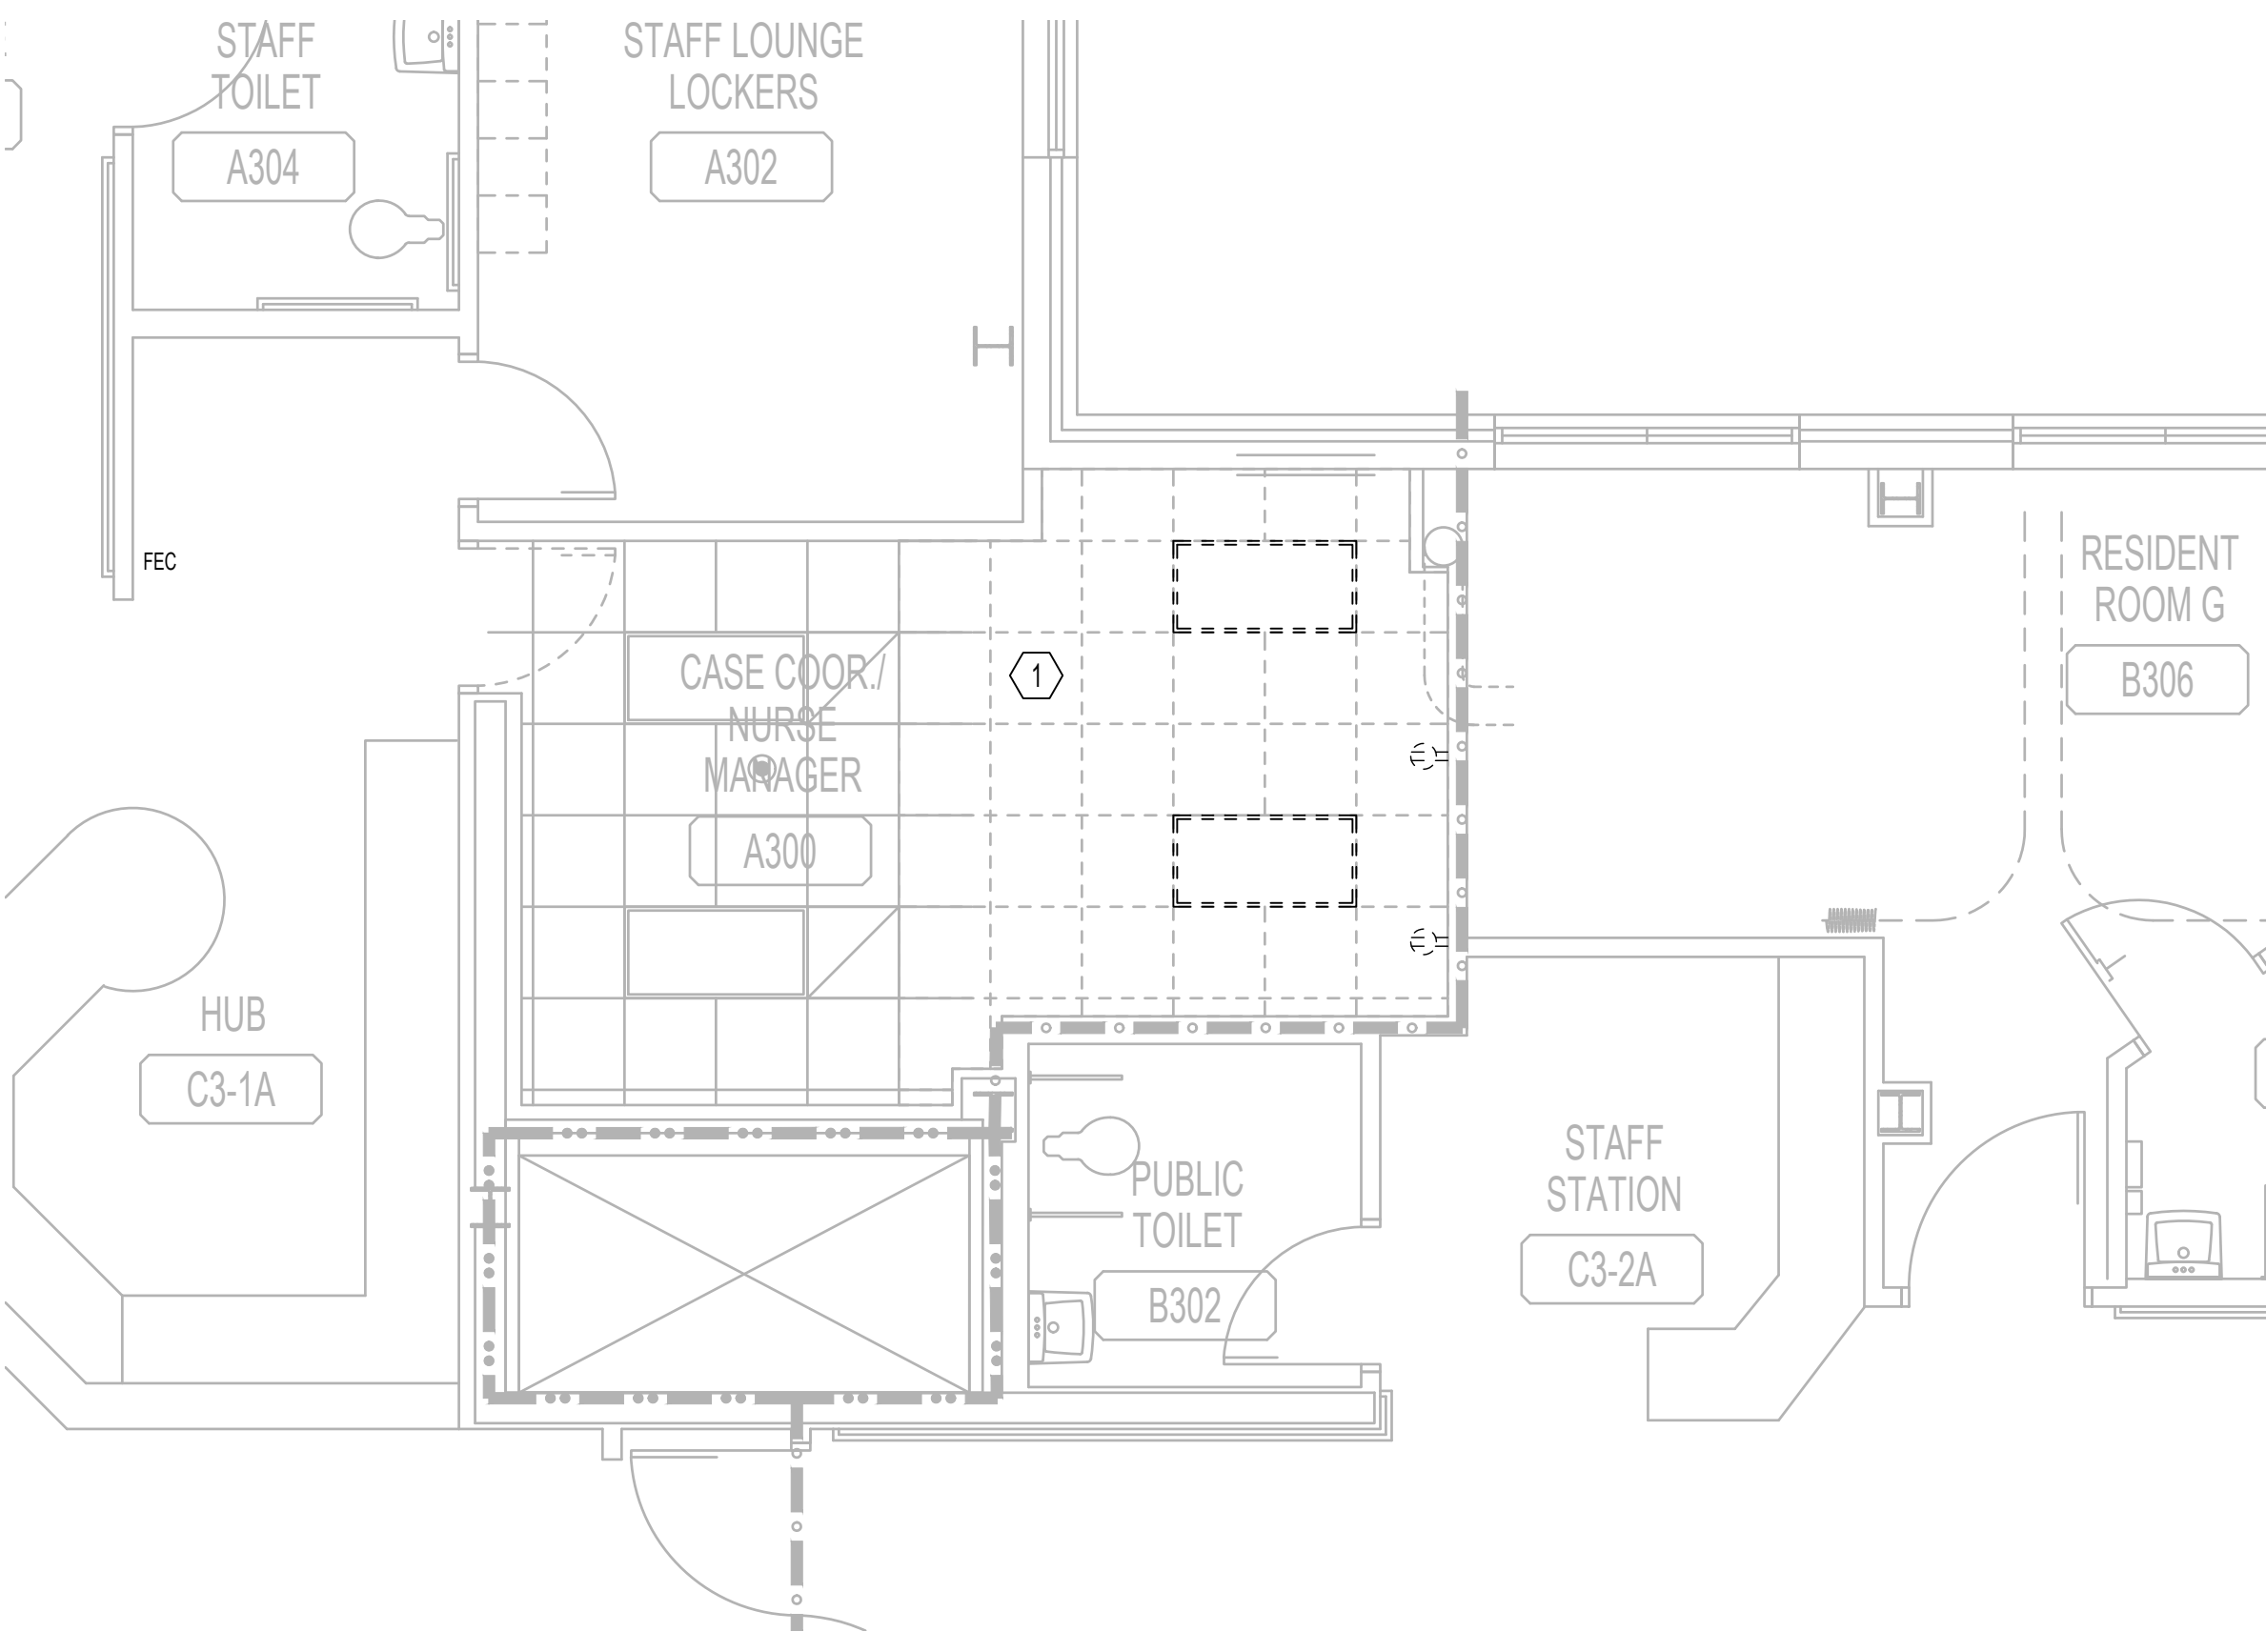 STAFF
TOILET
A304
STAFF LOUNGE
LOCKERS
A302
FEC
CASE COOR./
NURSE
MANAGER
A300
1
RESIDENT
ROOM G
B306
HUB
C3-1A
PUBLIC
TOILET
B302
STAFF
STATION
C3-2A